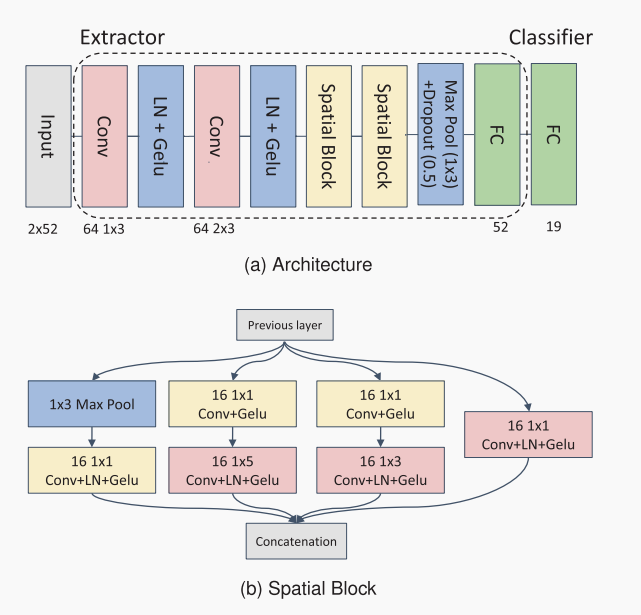 Extractor
Classifier
Input
Conv
LN + Gelu
Conv
LN + Gelu
Spatial Block
Spatial Block
Max Pool (1x3)
+Dropout (0.5)
FC
FC
2x52
64 1x3
64 2x3
52
19
(a) Architecture
Previous layer
1x3 Max Pool
16 1x1
Conv+Gelu
16 1x1
Conv+Gelu
16 1x1
Conv+LN+Gelu
16 1x1
Conv+LN+Gelu
16 1x5
Conv+LN+Gelu
16 1x3
Conv+LN+Gelu
Concatenation
(b) Spatial Block